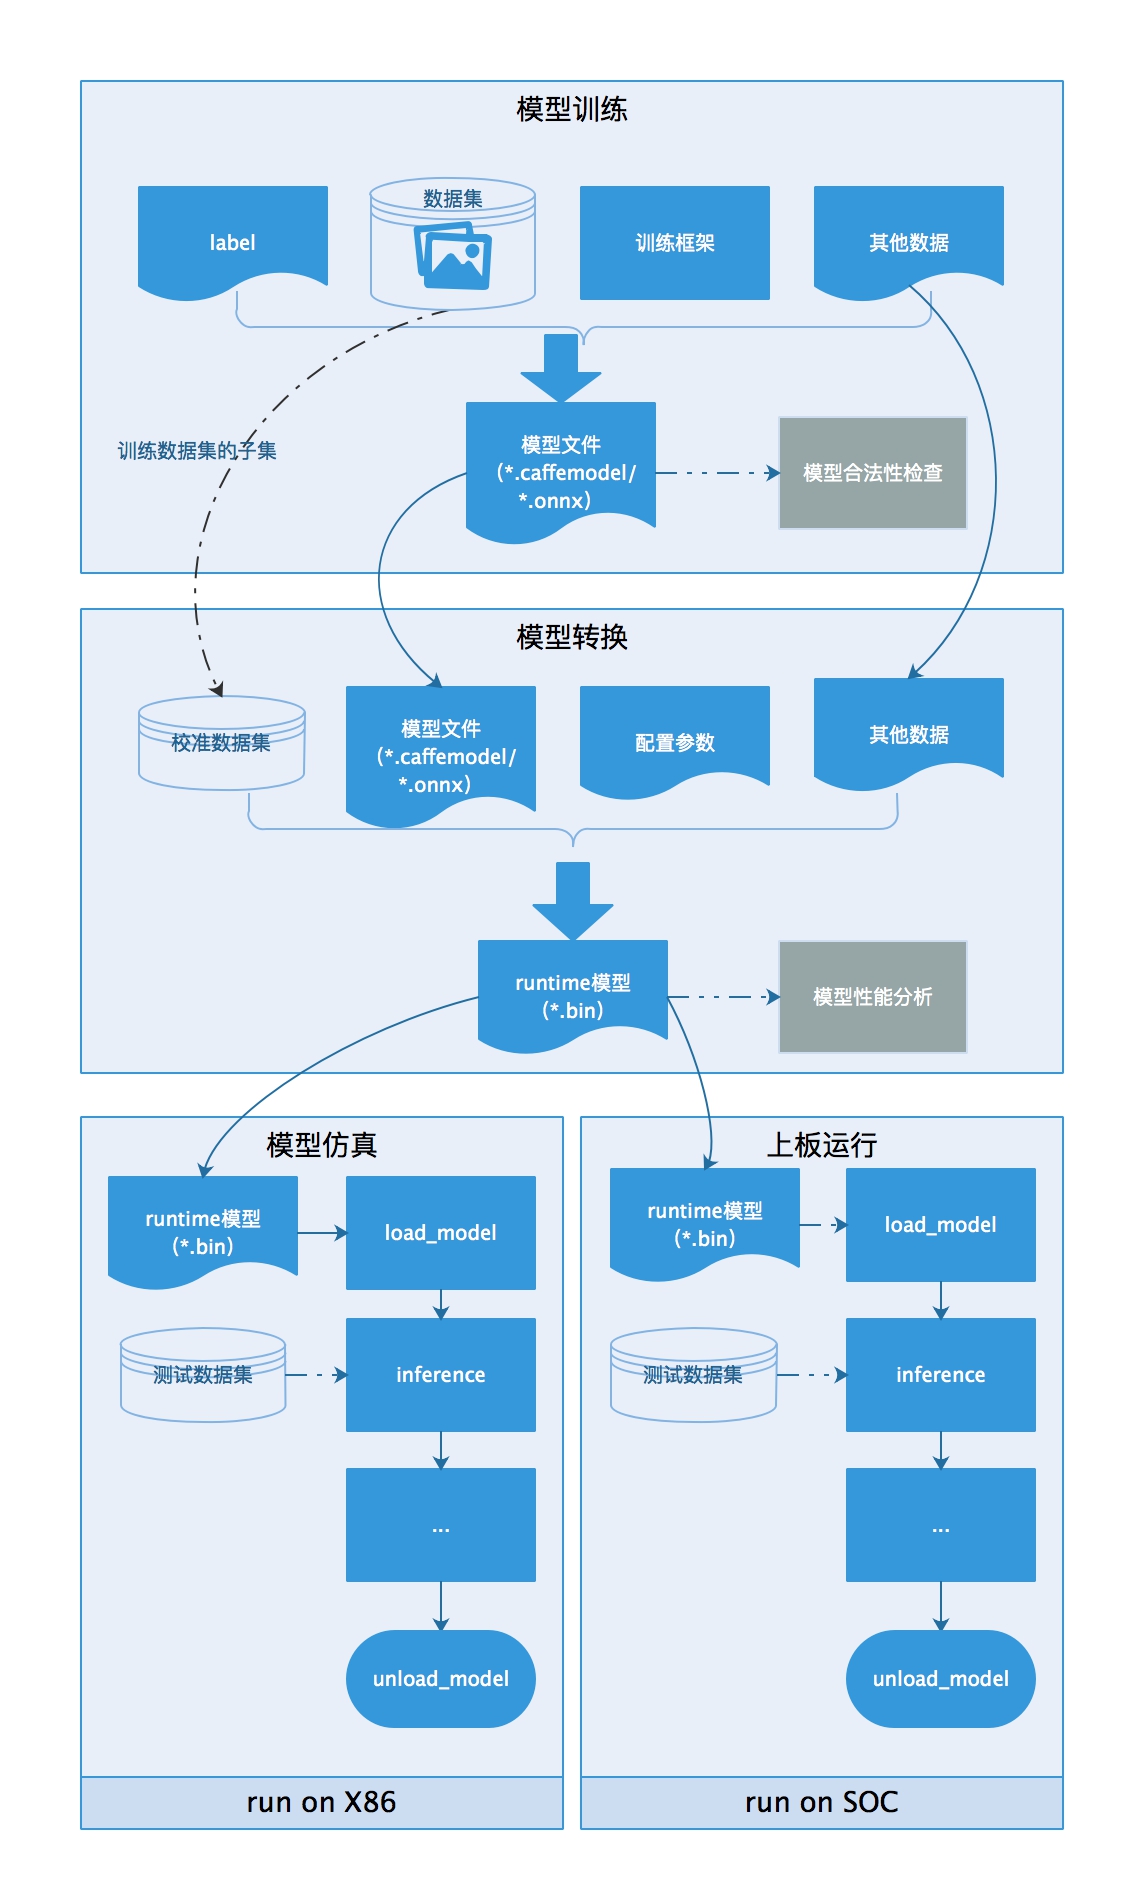 模型训练
label
数据集
训练框架
其他数据
训练数据集的子集
模型文件
(*.caffemodel/
*.onnx)
模型合法性检查
模型转换
校准数据集
模型文件
(*.caffemodel/
*.onnx)
配置参数
其他数据
runtime模型
(*.bin)
模型性能分析
模型仿真
runtime模型
(*.bin)
load_model
测试数据集
inference
...
unload_model
run on X86
上板运行
runtime模型
(*.bin)
load_model
测试数据集
inference
...
unload_model
run on SOC